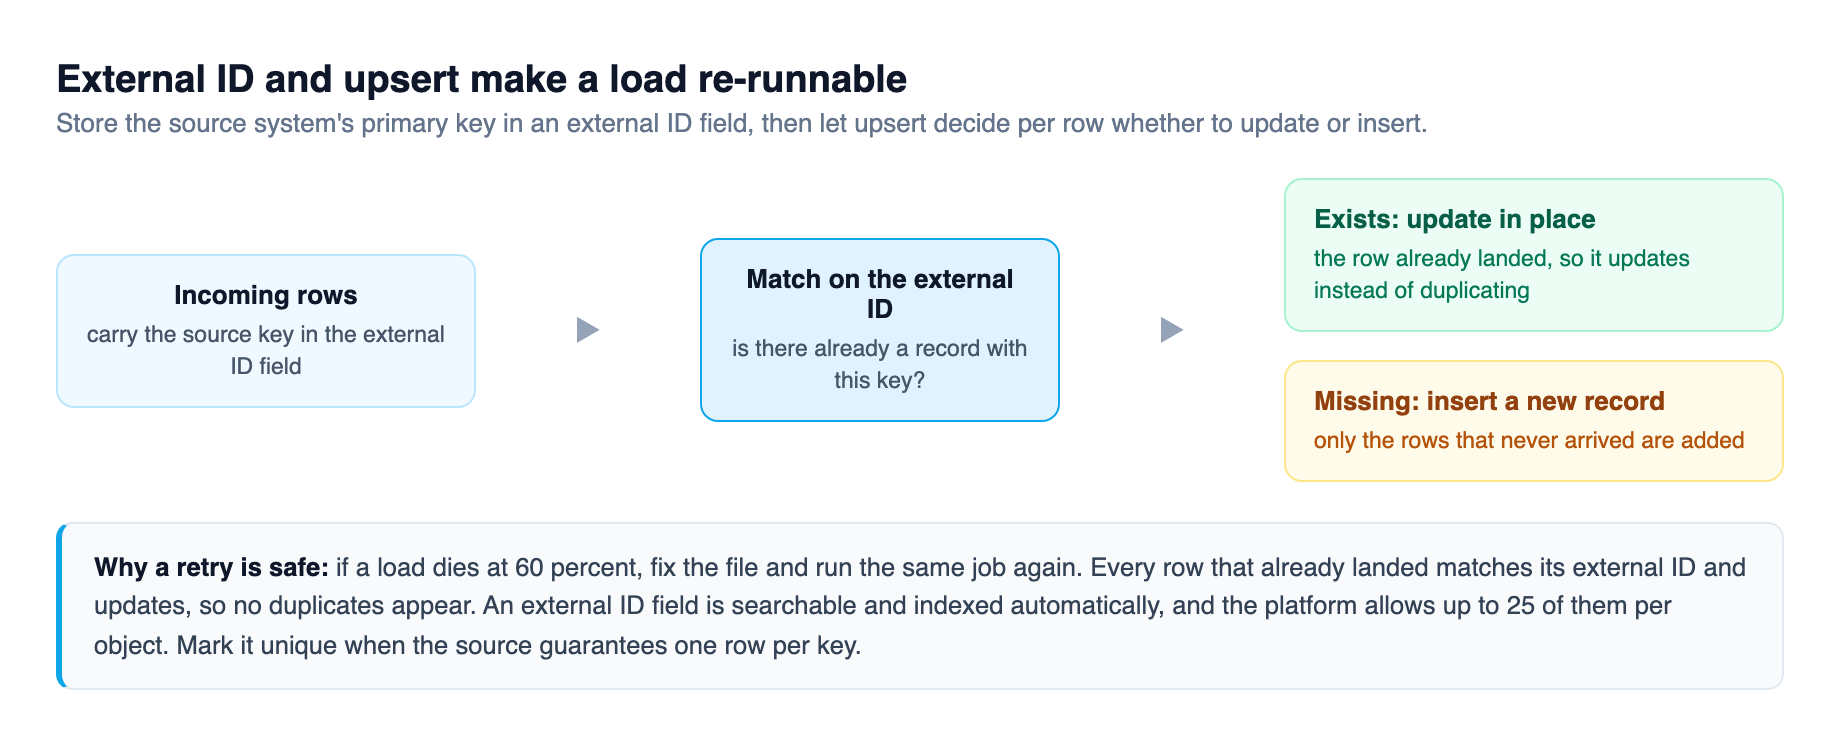 External ID and upsert make a load re-runnable
Store the source system's primary key in an external ID field, then let upsert decide per row whether to update or insert.
Incoming rows
carry the source key in the external
ID field
Match on the external
ID
is there already a record with
this key?
Exists: update in place
the row already landed, so it updates
instead of duplicating
Missing: insert a new record
only the rows that never arrived are added
Why a retry is safe: if a load dies at 60 percent, fix the file and run the same job again. Every row that already landed matches its external ID and
updates, so no duplicates appear. An external ID field is searchable and indexed automatically, and the platform allows up to 25 of them per
object. Mark it unique when the source guarantees one row per key.